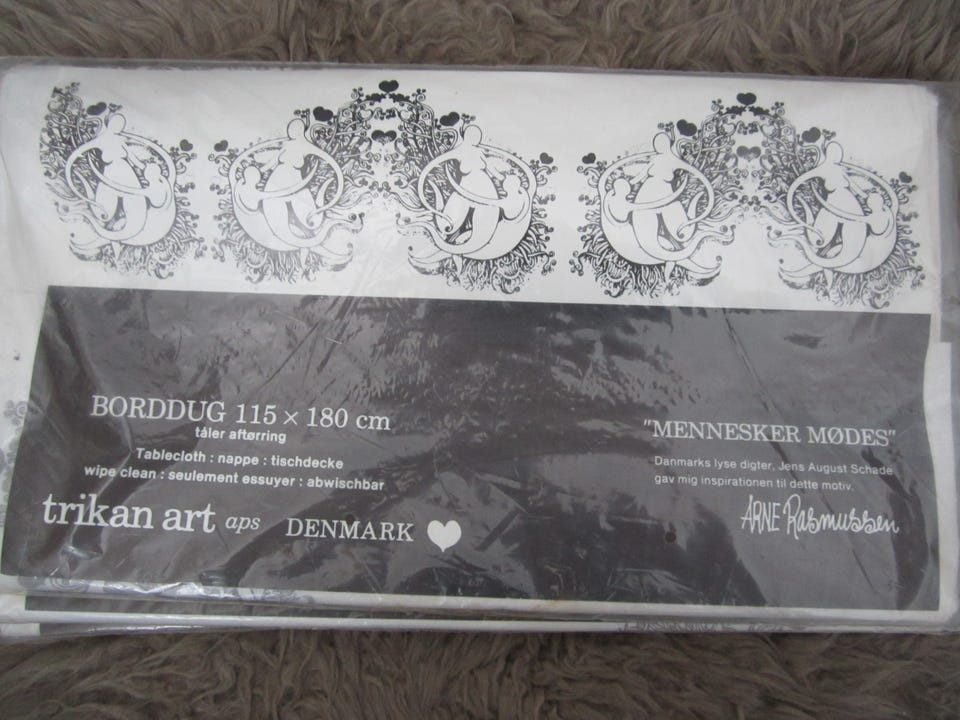 BORDDUG 115 × 180 cm
tåler aftørring
Tablecloth : nappe : tischdecke
wipe clean : seulement essuyer : abwischbar
trikan art aps DENMARK
"MENNESKER MØDES"
Danmarks lyse digter, Jens August Schade
gav mig inspirationen til dette motiv.
ARNE Rasmussen